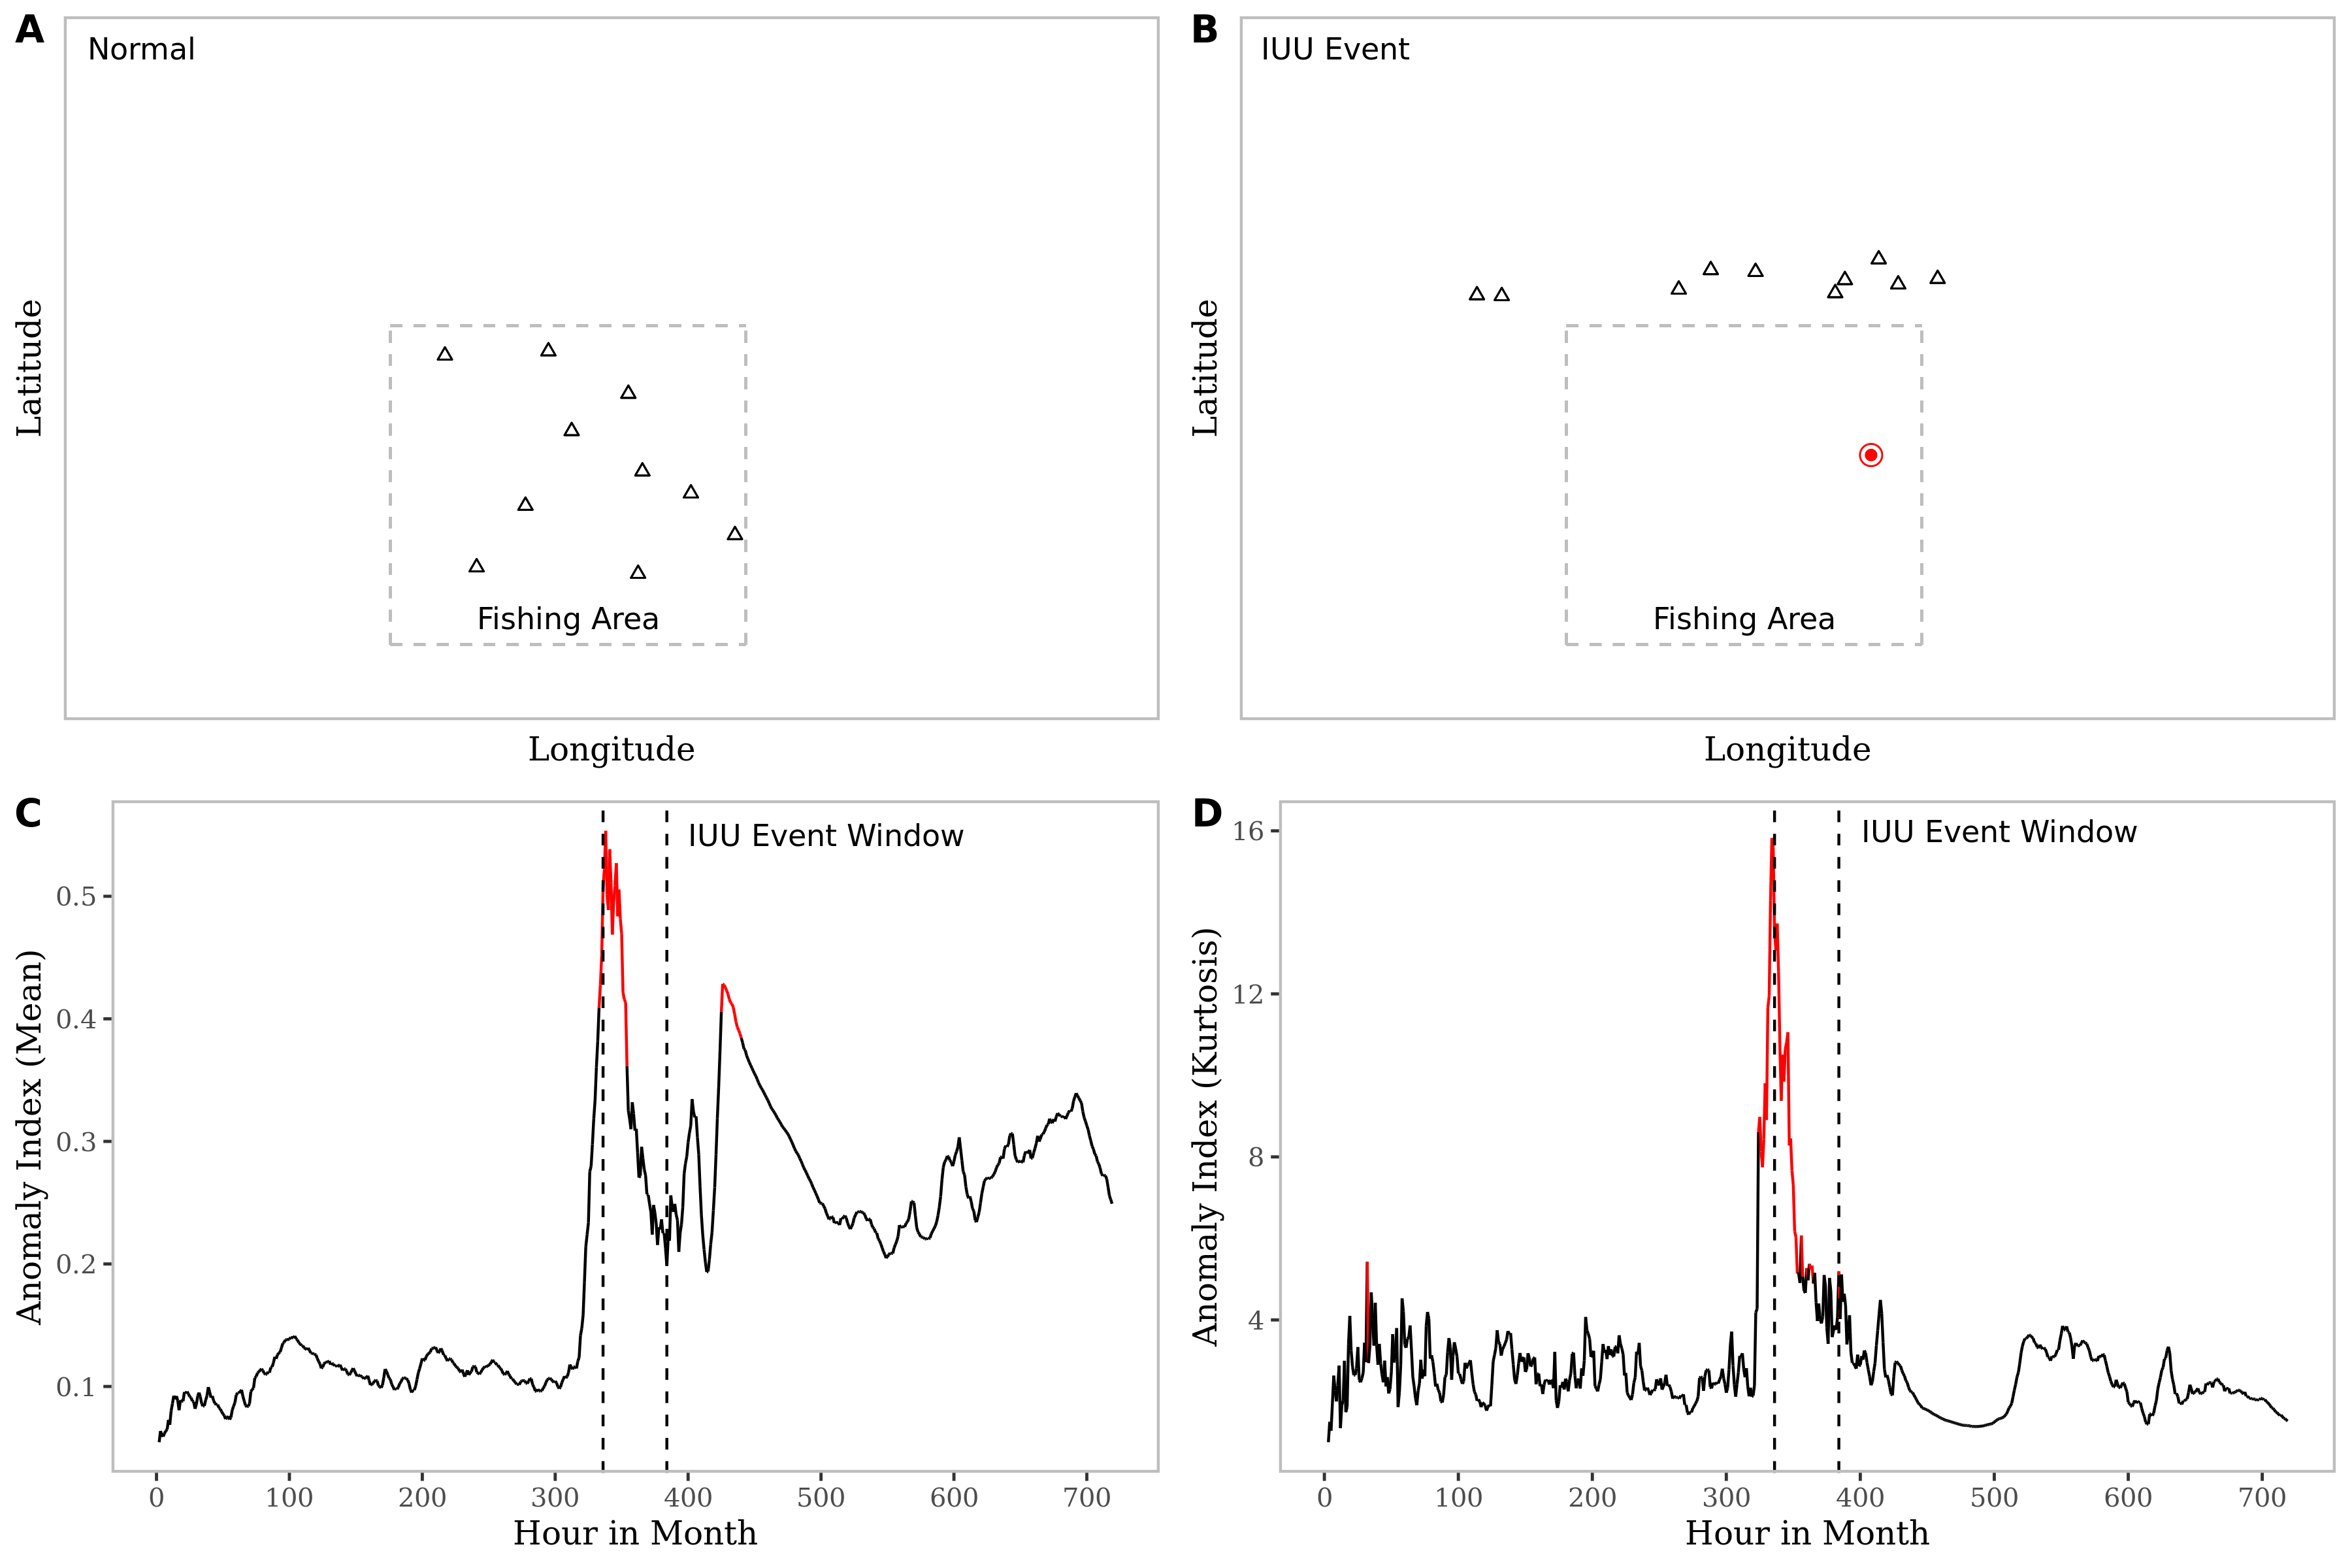 A
Normal
Latitude
Fishing Area
Longitude
B
IUU Event
Latitude
Fishing Area
Longitude
C
IUU Event Window
Anomaly Index (Mean)
0.5
0.4
0.3
0.2
0.1
0 100 200 300 400 500 600 700
Hour in Month
D
IUU Event Window
Anomaly Index (Kurtosis)
16
12
8
4
0 100 200 300 400 500 600 700
Hour in Month